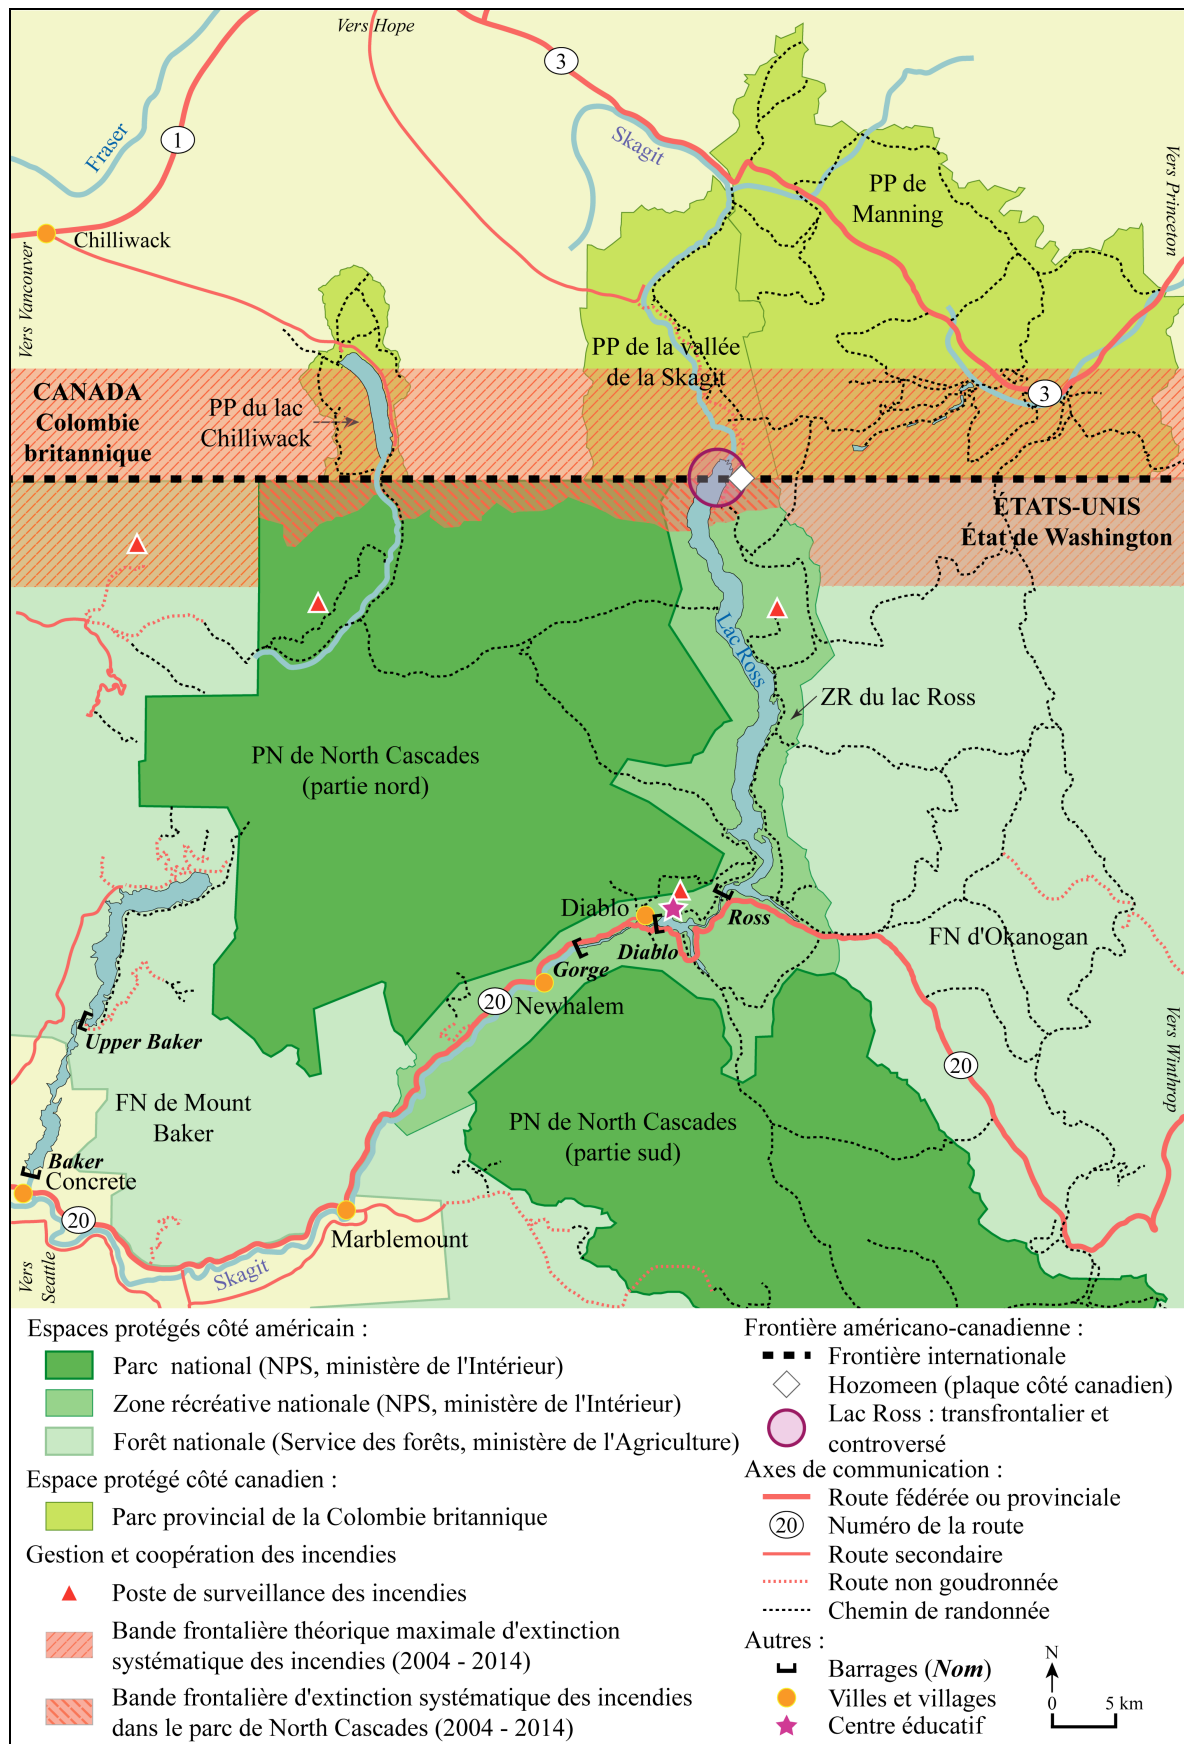 Vers Hope
3
Fraser
1
Skagit
Vers Princeton
PP de
Manning
Chilliwack
Vers Vancouver
PP de la vallée
de la Skagit
CANADA
Colombie
britannique
PP du lac
Chilliwack
3
ÉTATS-UNIS
État de Washington
Lac Ross
ZR du lac Ross
PN de North Cascades
(partie nord)
Diablo
Ross
Diablo
Gorge
FN d'Okanogan
20
Newhalem
Upper Baker
20
Vers Winthrop
FN de Mount
Baker
PN de North Cascades
(partie sud)
Baker
Concrete
20
Marblemount
Skagit
Vers
Seattle
Espaces protégés côté américain :
Parc national (NPS, ministère de l'Intérieur)
Zone récréative nationale (NPS, ministère de l'Intérieur)
Forêt nationale (Service des forêts, ministère de l'Agriculture)
Espace protégé côté canadien :
Parc provincial de la Colombie britannique
Gestion et coopération des incendies
Poste de surveillance des incendies
Bande frontalière théorique maximale d'extinction
systématique des incendies (2004 - 2014)
Bande frontalière d'extinction systématique des incendies
dans le parc de North Cascades (2004 - 2014)
Frontière américano-canadienne :
Frontière internationale
Hozomeen (plaque côté canadien)
Lac Ross : transfrontalier et
controversé
Axes de communication :
Route fédérée ou provinciale
20 Numéro de la route
Route secondaire
Route non goudronnée
Chemin de randonnée
Autres :
Barrages (Nom)
Villes et villages
Centre éducatif
N
0 5 km